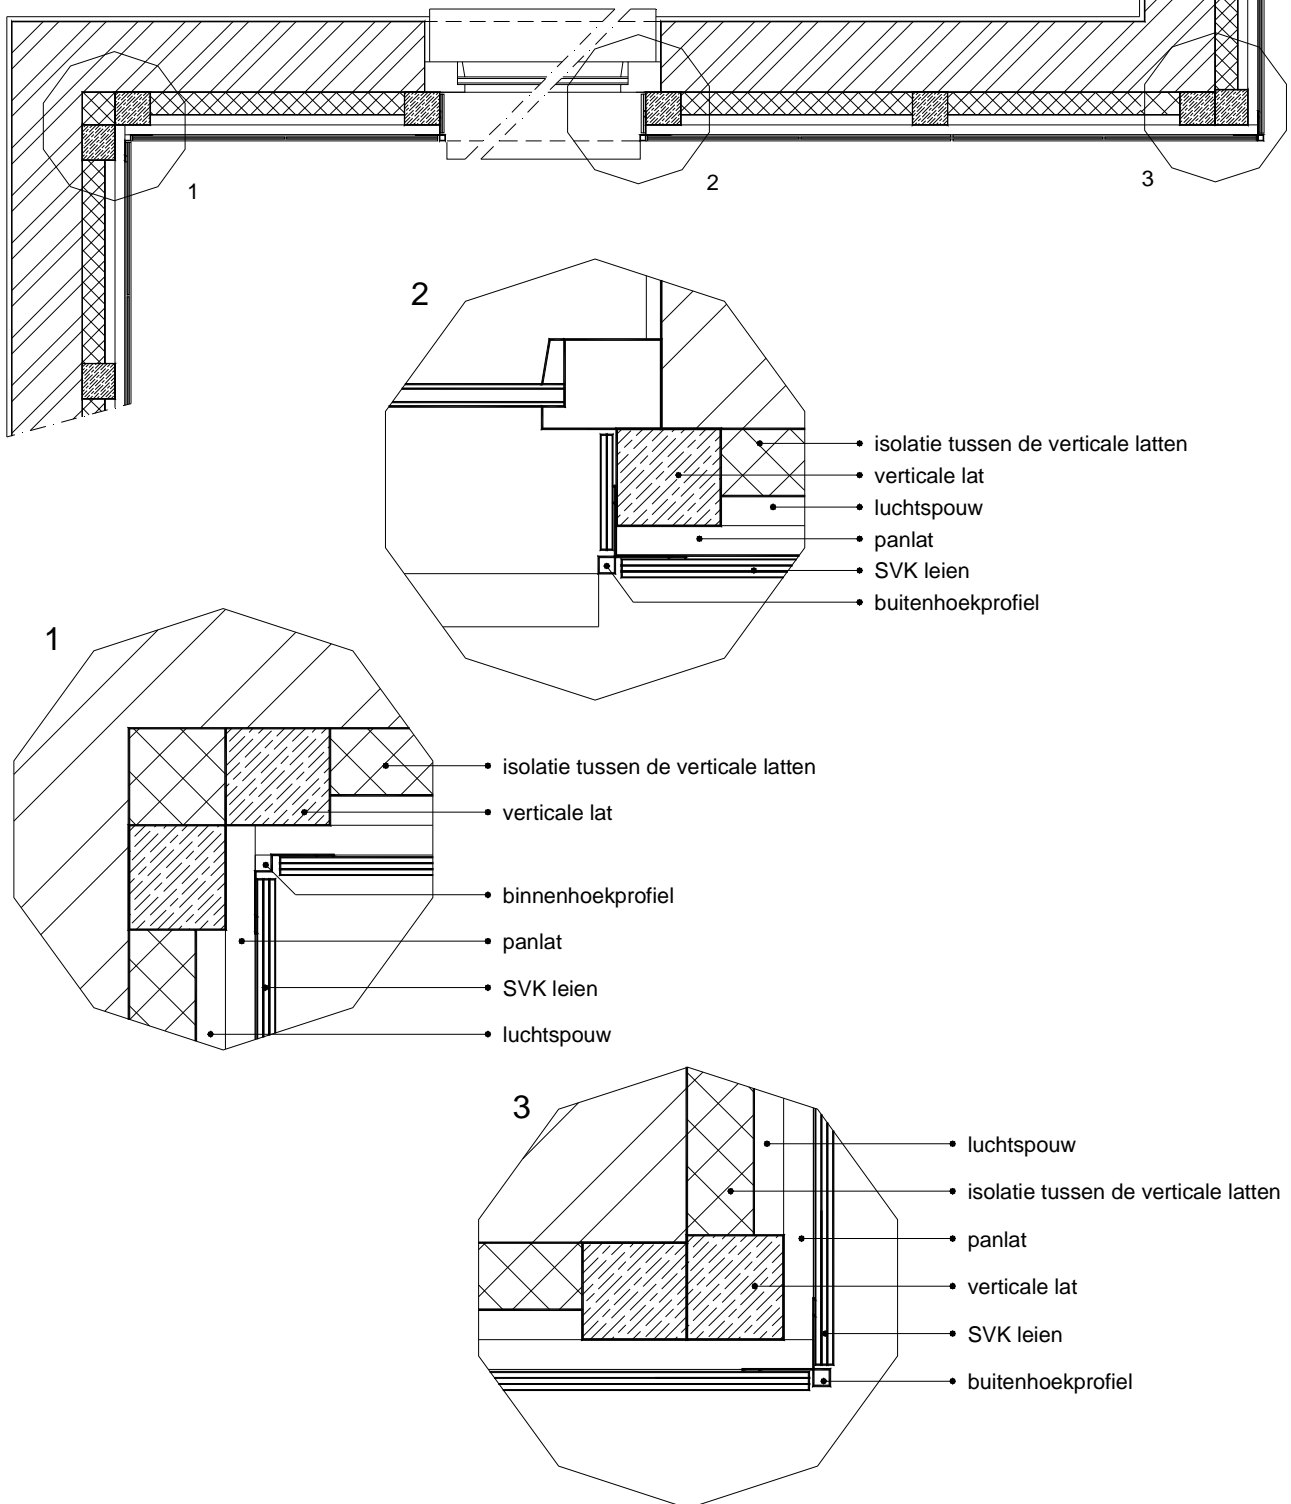 1
2
3
2
isolatie tussen de verticale latten
verticale lat
luchtspouw
panlat
SVK leien
buitenhoekprofiel
1
isolatie tussen de verticale latten
verticale lat
binnenhoekprofiel
panlat
SVK leien
luchtspouw
3
luchtspouw
isolatie tussen de verticale latten
panlat
verticale lat
SVK leien
buitenhoekprofiel